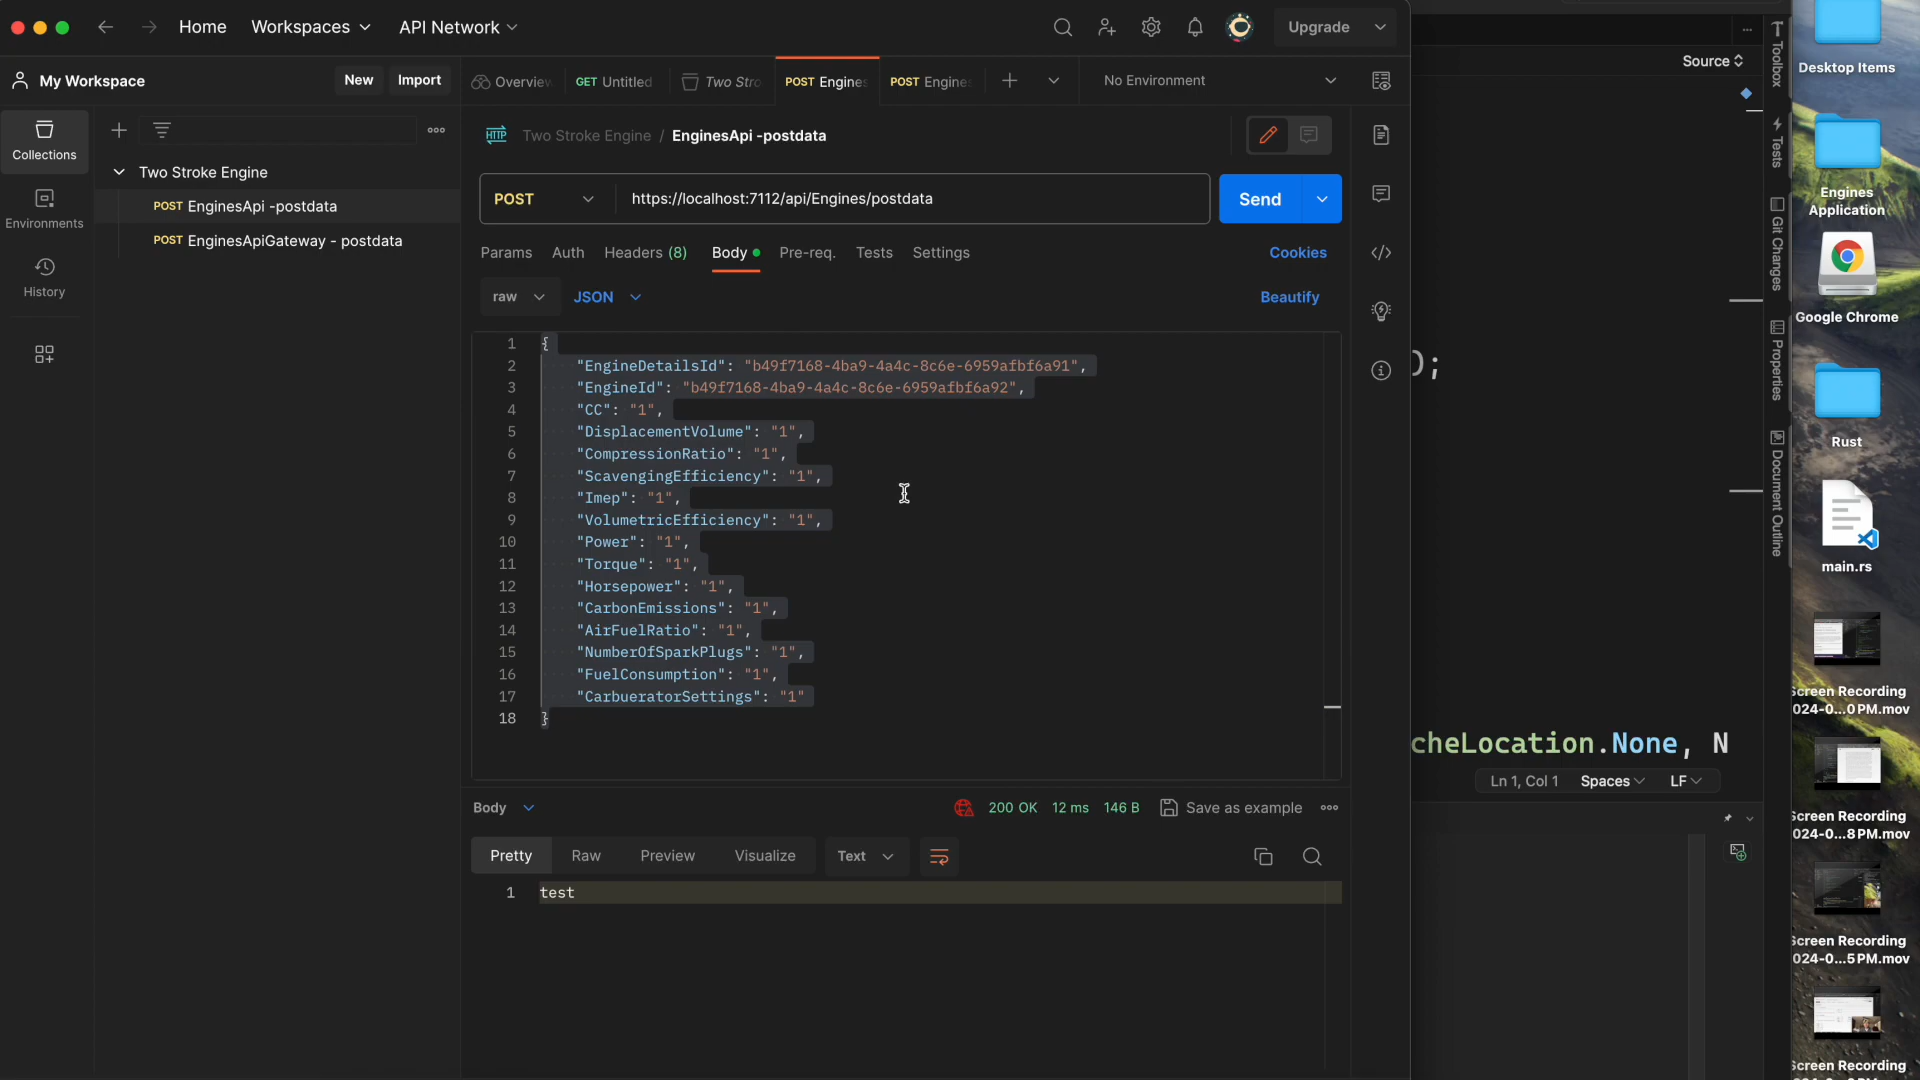 Home Workspaces API Network Upgrade
My Workspace New Import Overview GET Untitled Two Stro POST Engines POST Engines No Environment
Source
Collections
Environments
History
Two Stroke Engine
POST EnginesApi -postdata
POST EnginesApiGateway - postdata
HTTP Two Stroke Engine / EnginesApi -postdata
POST https://localhost:7112/api/Engines/postdata Send
Params Auth Headers (8) Body Pre-req. Tests Settings Cookies
raw JSON Beautify
1 {
2 "EngineDetailsId": "b49f7168-4ba9-4a4c-8c6e-6959afbf6a91",
3 "EngineId": "b49f7168-4ba9-4a4c-8c6e-6959afbf6a92",
4 "CC": "1",
5 "DisplacementVolume": "1",
6 "CompressionRatio": "1",
7 "ScavengingEfficiency": "1",
8 "Imep": "1",
9 "VolumetricEfficiency": "1",
10 "Power": "1",
11 "Torque": "1",
12 "Horsepower": "1",
13 "CarbonEmissions": "1",
14 "AirFuelRatio": "1",
15 "NumberOfSparkPlugs": "1",
16 "FuelConsumption": "1",
17 "CarbueratorSettings": "1"
18 }
Body 200 OK 12 ms 146 B Save as example
Pretty Raw Preview Visualize Text
1 test
);
cheLocation.None, N
Ln 1, Col 1 Spaces LF
Toolbox
Tests
Git Changes
Properties
Document Outline
Desktop Items
Engines
Application
Google Chrome
Rust
main.rs
Screen Recording
024-0...0 PM.mov
Screen Recording
024-0...8 PM.mov
Screen Recording
024-0...5 PM.mov
Screen Recording